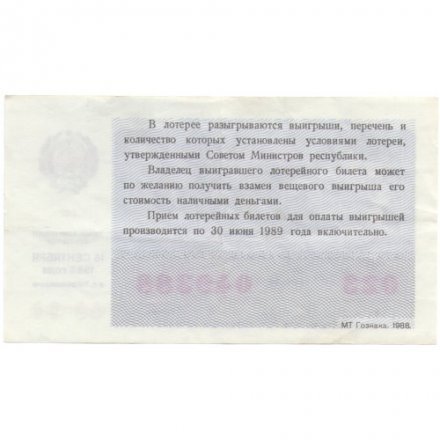 В лотерее разыгрываются выигрыши, перечень и
количество которых установлены условиями лотереи,
утвержденными Советом Министров республики.
Владелец выигравшего лотерейного билета может
по желанию получить взамен вещевого выигрыша его
стоимость наличными деньгами.
Прием лотерейных билетов для оплаты выигрышей
производится по 30 июня 1989 года включительно.
МТ Гознака. 1988.